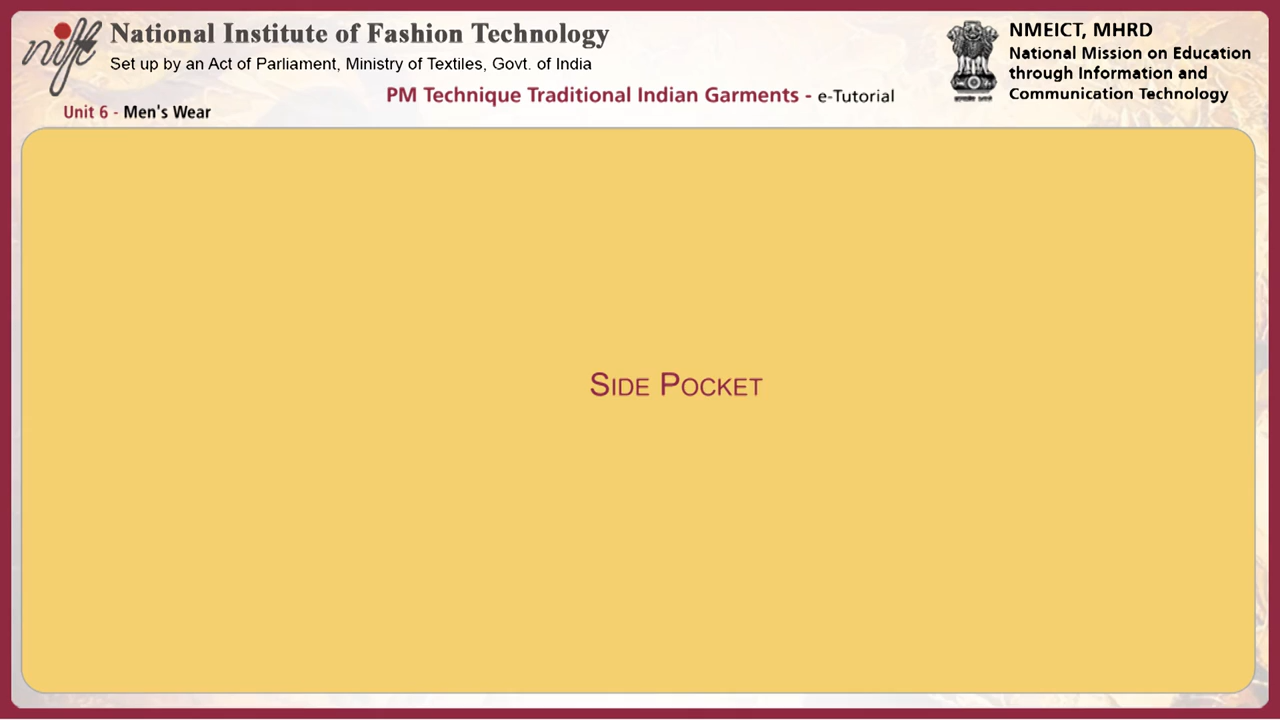 nift
National Institute of Fashion Technology
Set up by an Act of Parliament, Ministry of Textiles, Govt. of India
PM Technique Traditional Indian Garments - e-Tutorial
Unit 6 - Men's Wear
NMEICT, MHRD
National Mission on Education
through Information and
Communication Technology
SIDE POCKET